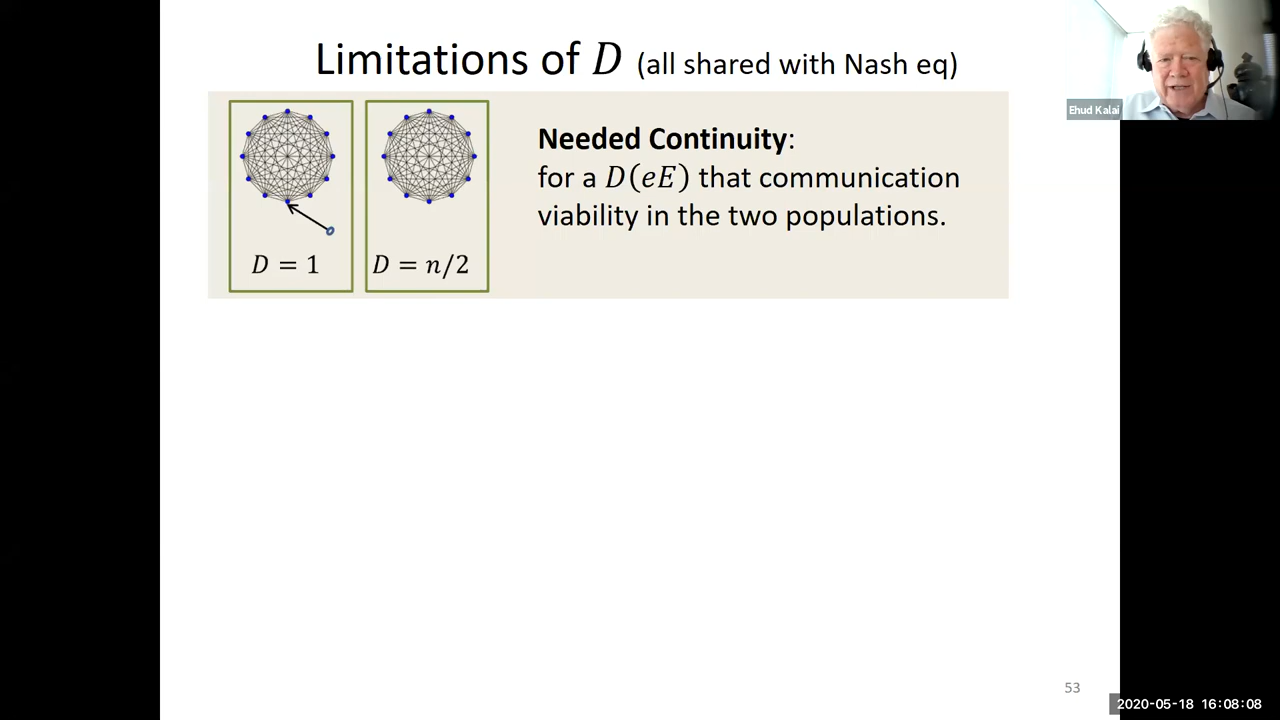 Limitations of D (all shared with Nash eq)
Ehud Kalai
Needed Continuity:
for a D(eE) that communication
viability in the two populations.
D = 1
D = n/2
53
2020-05-18 16:08:08